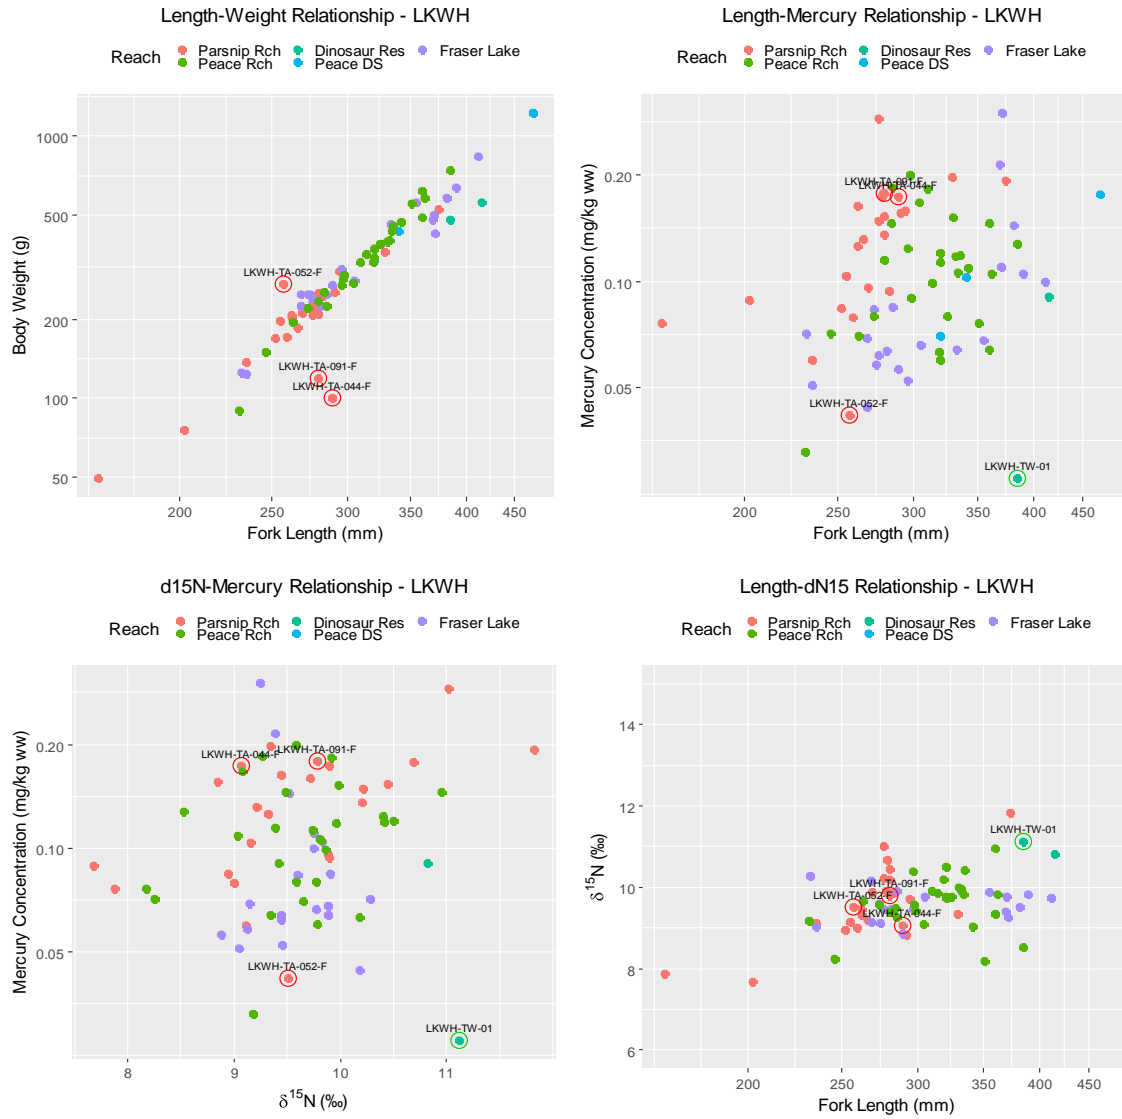 Length-Weight Relationship - LKWH
Reach
Parsnip Rch
Dinosaur Res
Fraser Lake
Peace Rch
Peace DS
Body Weight (g)
1000
500
200
100
50
LKWH-TA-052-F
LKWH-TA-091-F
LKWH-TA-044-F
200 250 300 350 400 450
Fork Length (mm)
Length-Mercury Relationship - LKWH
Reach
Parsnip Rch
Dinosaur Res
Fraser Lake
Peace Rch
Peace DS
Mercury Concentration (mg/kg ww)
0.20
0.10
0.05
LKWH-TA-091-F
LKWH-TA-044-F
LKWH-TA-052-F
LKWH-TW-01
200 250 300 350 400 450
Fork Length (mm)
d15N-Mercury Relationship - LKWH
Reach
Parsnip Rch
Dinosaur Res
Fraser Lake
Peace Rch
Peace DS
Mercury Concentration (mg/kg ww)
0.20
0.10
0.05
LKWH-TA-044-F
LKWH-TA-091-F
LKWH-TA-052-F
LKWH-TW-01
8 9 10 11
δ¹⁵N (‰)
Length-dN15 Relationship - LKWH
Reach
Parsnip Rch
Dinosaur Res
Fraser Lake
Peace Rch
Peace DS
δ¹⁵N (‰)
14
12
10
8
6
LKWH-TW-01
LKWH-TA-091-F
LKWH-TA-052-F
LKWH-TA-044-F
200 250 300 350 400 450
Fork Length (mm)